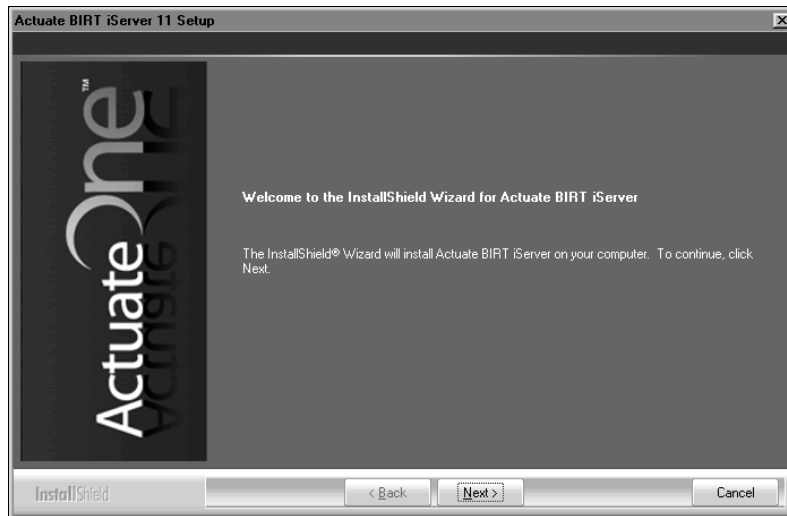 Actuate BIRT iServer 11 Setup
ActuateOne™
Welcome to the InstallShield Wizard for Actuate BIRT iServer
The InstallShield® Wizard will install Actuate BIRT iServer on your computer. To continue, click
Next.
InstallShield
< Back
Next >
Cancel